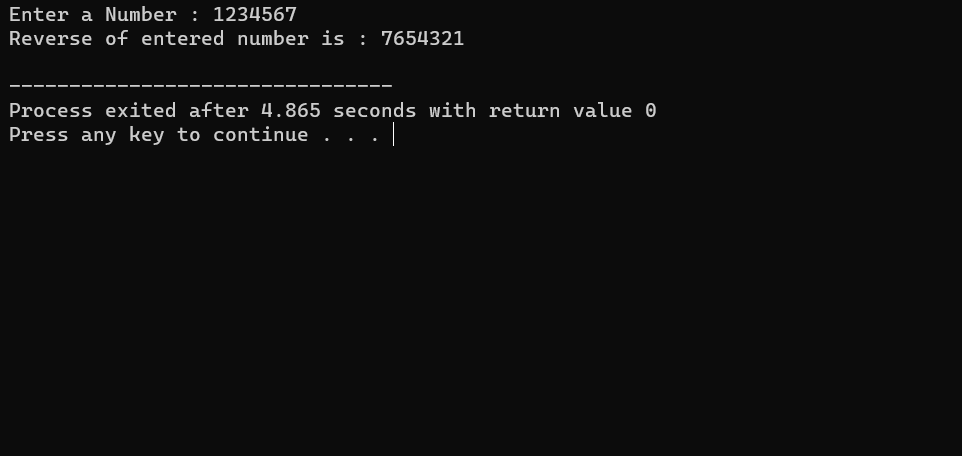 Enter a Number : 1234567
Reverse of entered number is : 7654321
--------------------------------
Process exited after 4.865 seconds with return value 0
Press any key to continue . . .